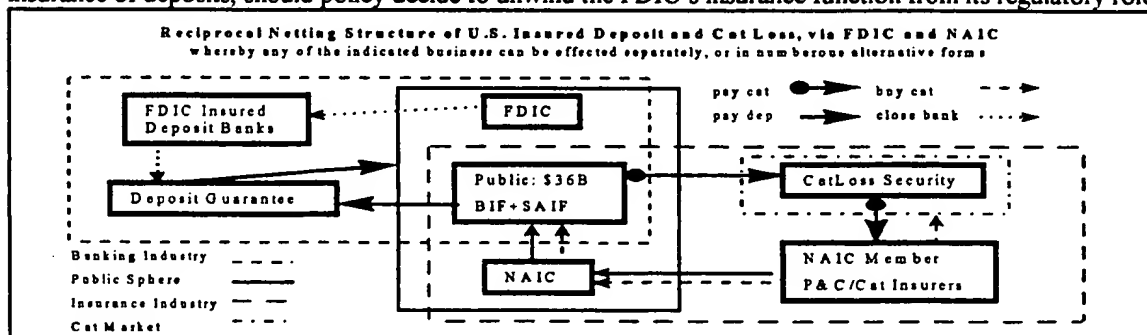 insurance of deposits, should policy decide to unwind the FDIC's insurance function from its regulatory role
Reciprocal Netting Structure of U.S. Insured Deposit and Cat Loss, via FDIC and NAIC
whereby any of the indicated business can be effected separately, or in numberous alternative forms
pay cat
buy cat
pay dep
close bank
FDIC Insured
Deposit Banks
FDIC
Deposit Guarantee
Public: $36B
BIF+SAIF
CatLoss Security
NAIC
NAIC Member
P&C/Cat Insurers
Banking Industry
Public Sphere
Insurance Industry
Cat Market